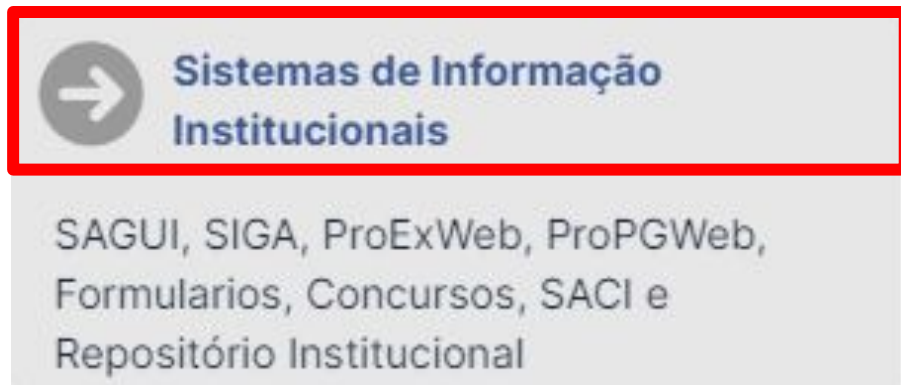 Sistemas de Informação
Institucionais
SAGUI, SIGA, ProExWeb, ProPGWeb,
Formularios, Concursos, SACI e
Repositório Institucional